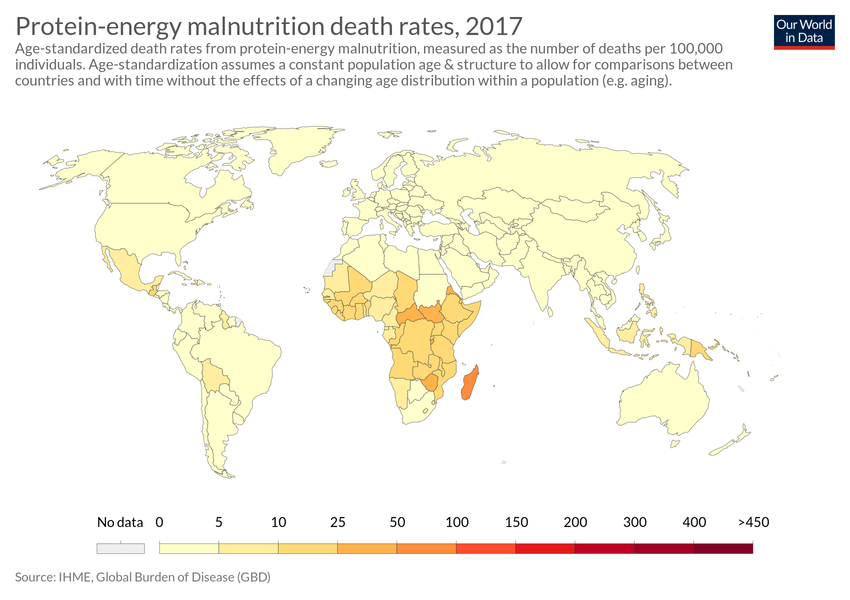 Protein-energy malnutrition death rates, 2017
Our World
in Data
Age-standardized death rates from protein-energy malnutrition, measured as the number of deaths per 100,000
individuals. Age-standardization assumes a constant population age & structure to allow for comparisons between
countries and with time without the effects of a changing age distribution within a population (e.g. aging).
No data 0 5 10 25 50 100 150 200 300 400 >450
Source: IHME, Global Burden of Disease (GBD)